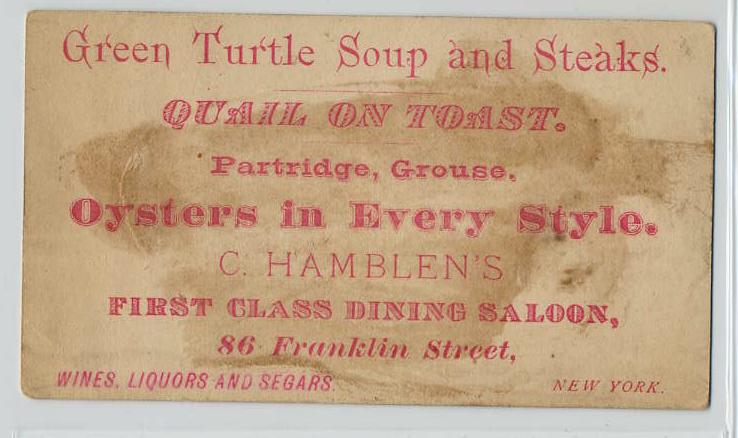 Green Turtle Soup and Steaks.
QUAIL ON TOAST.
Partridge, Grouse,
Oysters in Every Style.
C. HAMBLEN'S
FIRST CLASS DINING SALOON,
86 Franklin Street,
WINES, LIQUORS AND SEGARS. NEW YORK.